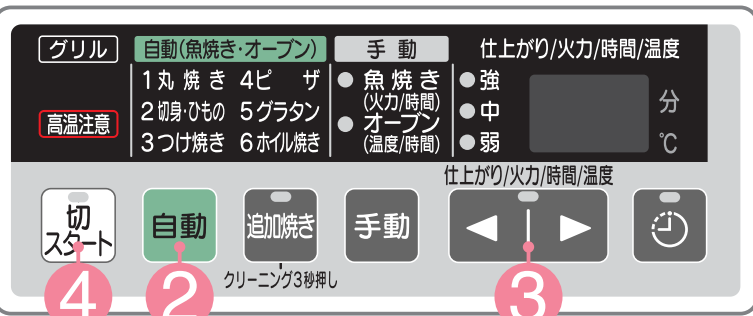 グリル
自動(魚焼き・オーブン)
手 動
仕上がり/火力/時間/温度
1丸 焼 き 4ピ ザ
2切身・ひもの 5グラタン
3つけ焼き 6ホイル焼き
魚 焼 き
(火力/時間)
オーブン
(温度/時間)
強
中
弱
分
℃
高温注意
仕上がり/火力/時間/温度
切
スタート
自動
追加焼き
手動
クリーニング3秒押し
4
2
3